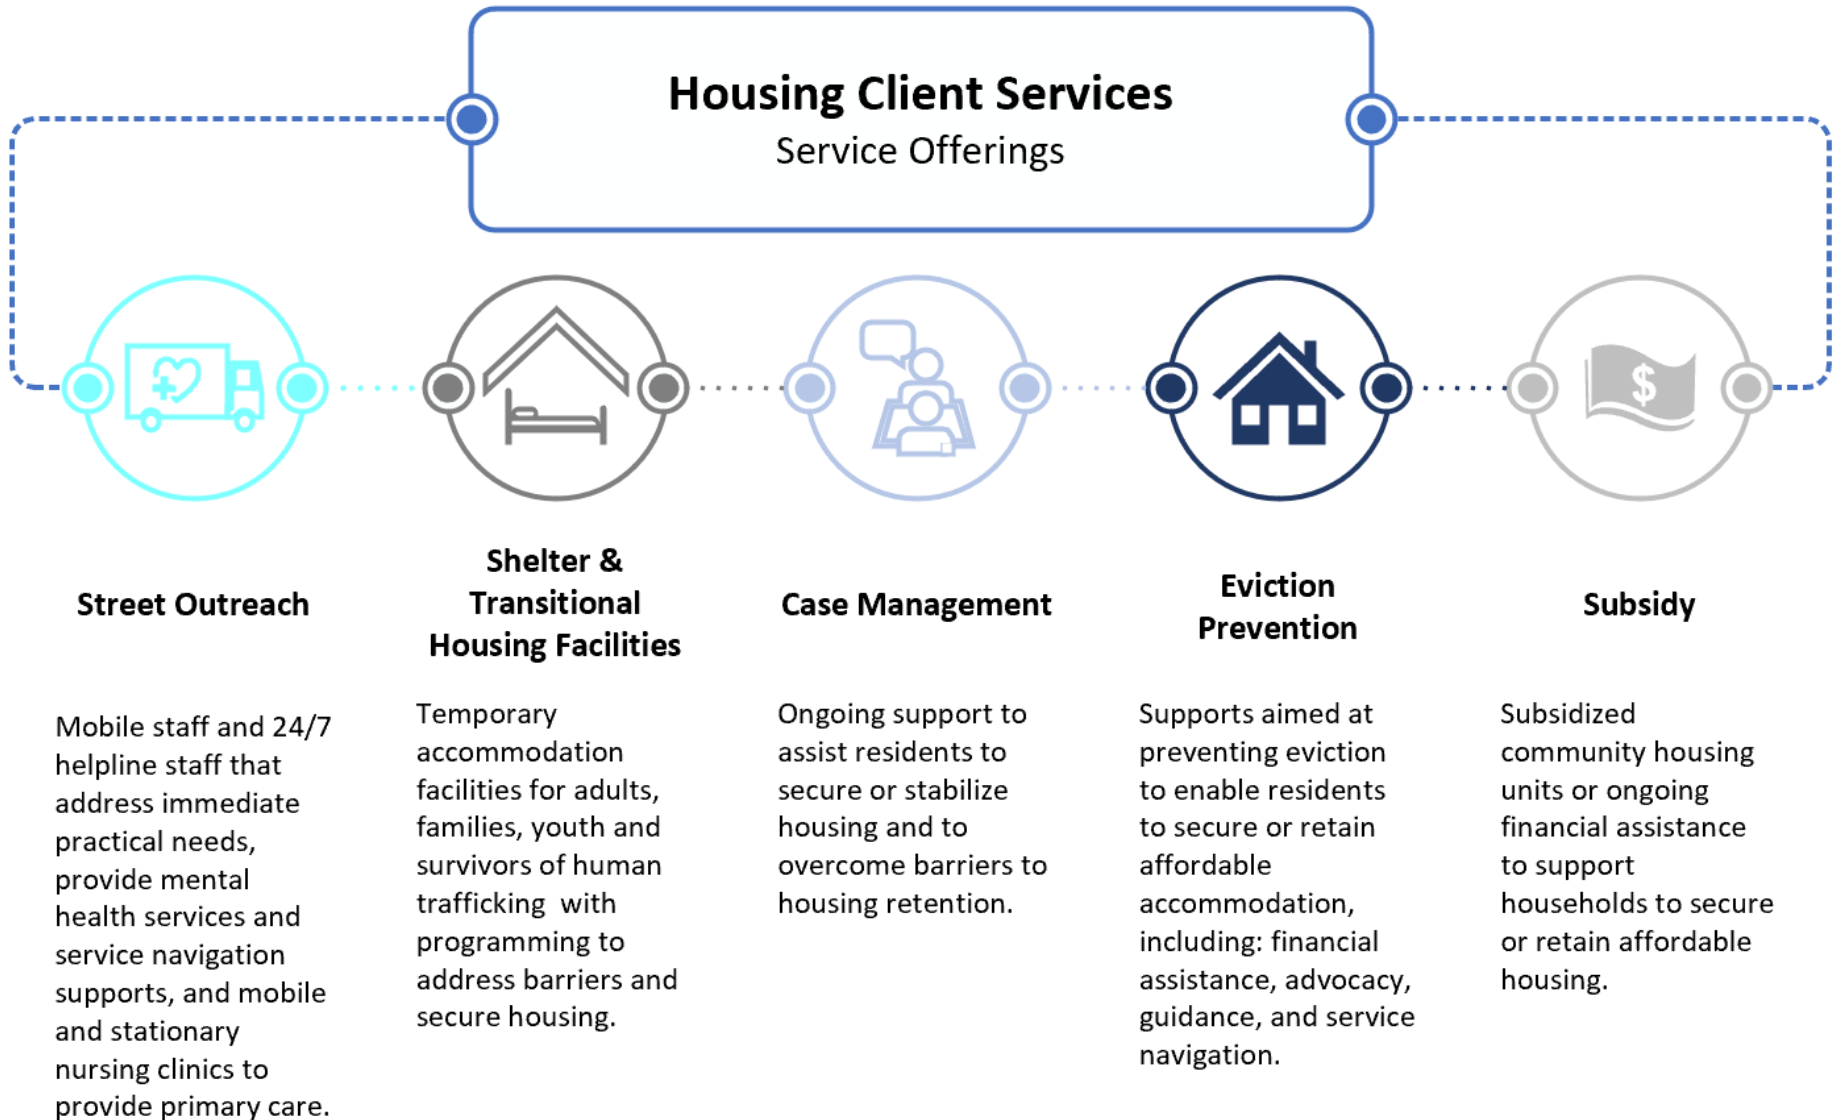 Housing Client Services
Service Offerings
$
Street Outreach
Mobile staff and 24/7
helpline staff that
address immediate
practical needs,
provide mental
health services and
service navigation
supports, and mobile
and stationary
nursing clinics to
provide primary care.
Shelter &
Transitional
Housing Facilities
Temporary
accommodation
facilities for adults,
families, youth and
survivors of human
trafficking  with
programming to
address barriers and
secure housing.
Case Management
Ongoing support to
assist residents to
secure or stabilize
housing and to
overcome barriers to
housing retention.
Eviction
Prevention
Supports aimed at
preventing eviction
to enable residents
to secure or retain
affordable
accommodation,
including: financial
assistance, advocacy,
guidance, and service
navigation.
Subsidy
Subsidized
community housing
units or ongoing
financial assistance
to support
households to secure
or retain affordable
housing.